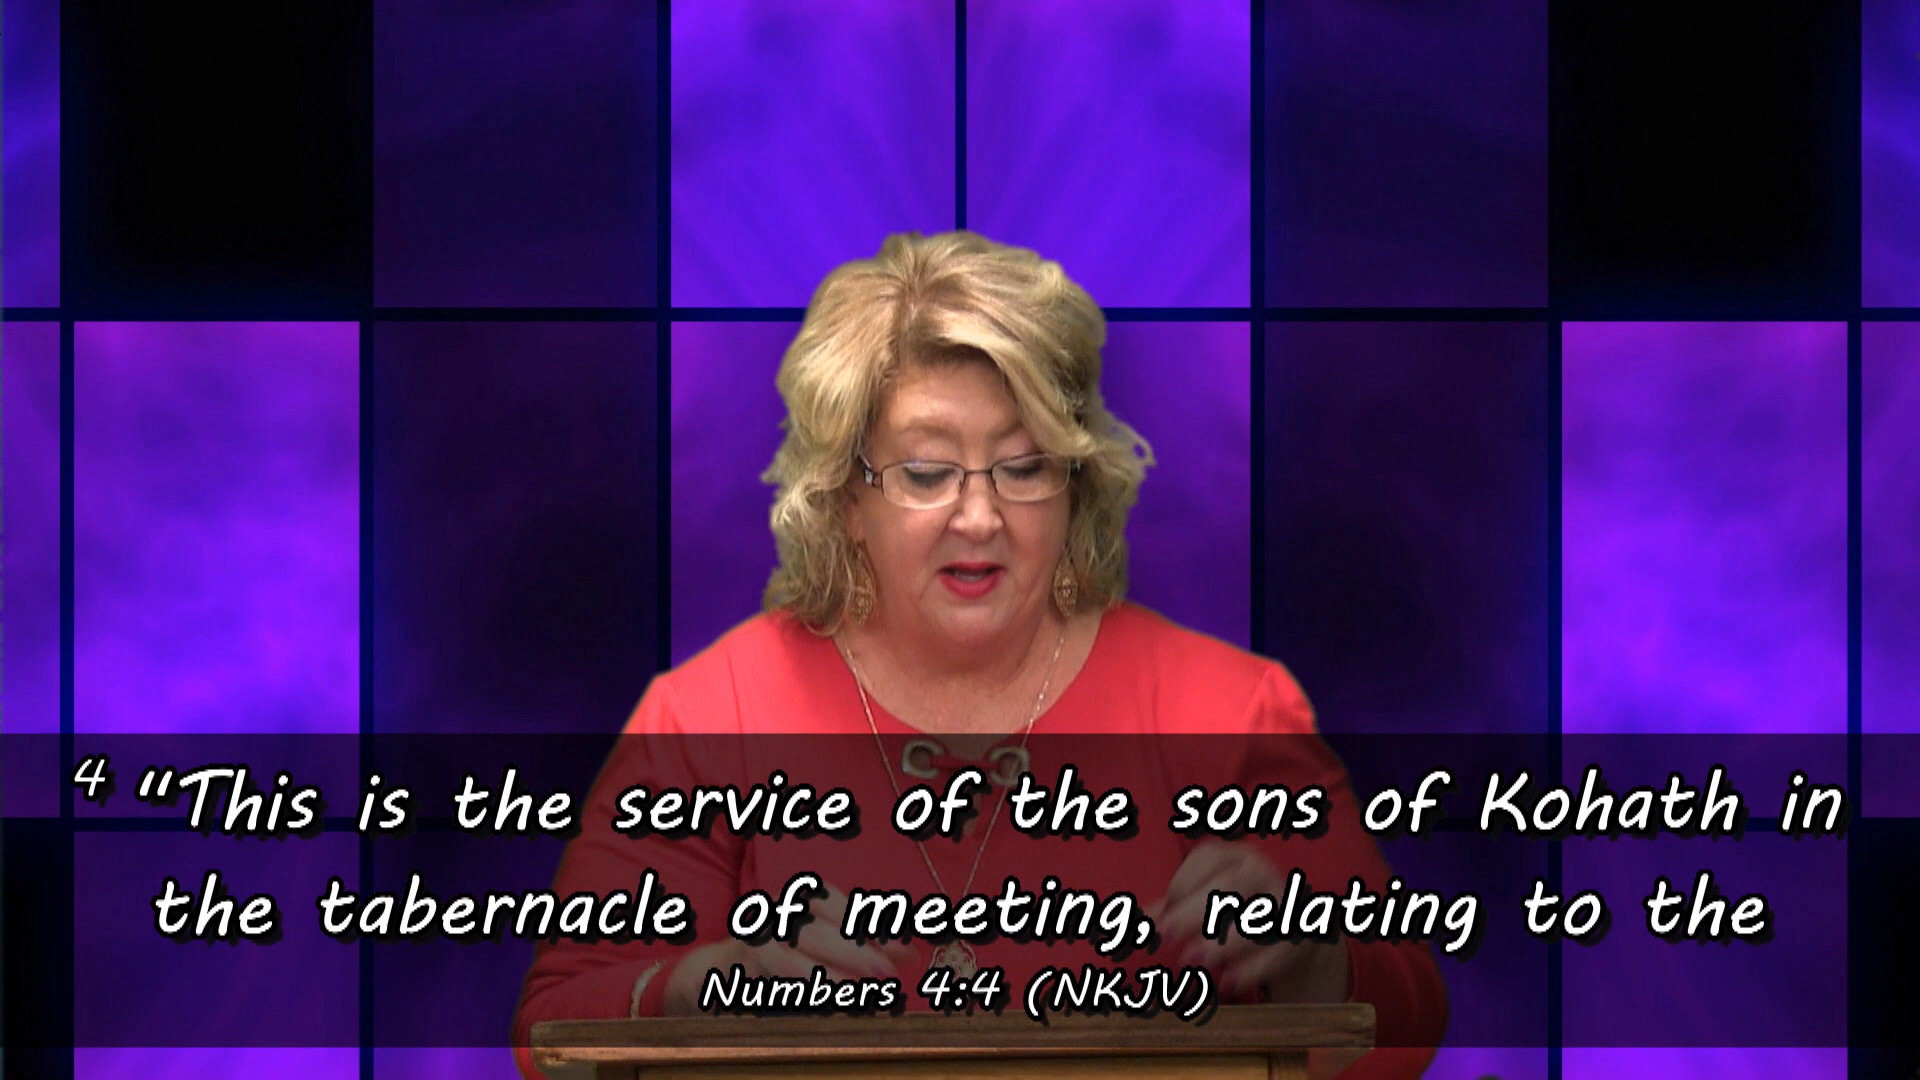 4 “This is the service of the sons of Kohath in
the tabernacle of meeting, relating to the
Numbers 4:4 (NKJV)